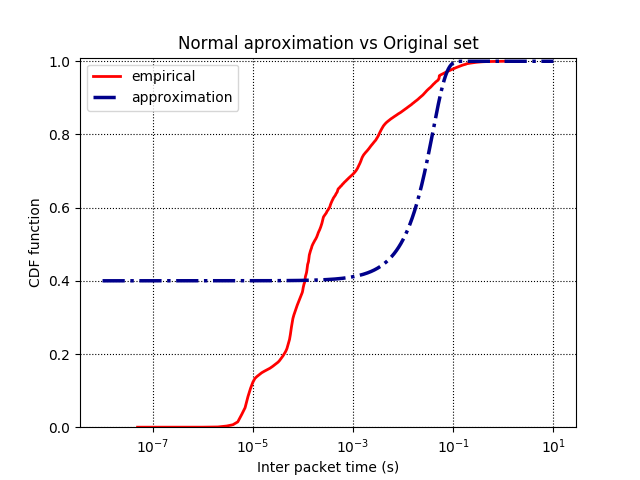 Normal aproximation vs Original set
empirical
approximation
CDF function
1.0
0.8
0.6
0.4
0.2
0.0
10⁻⁷ 10⁻⁵ 10⁻³ 10⁻¹ 10¹
Inter packet time (s)